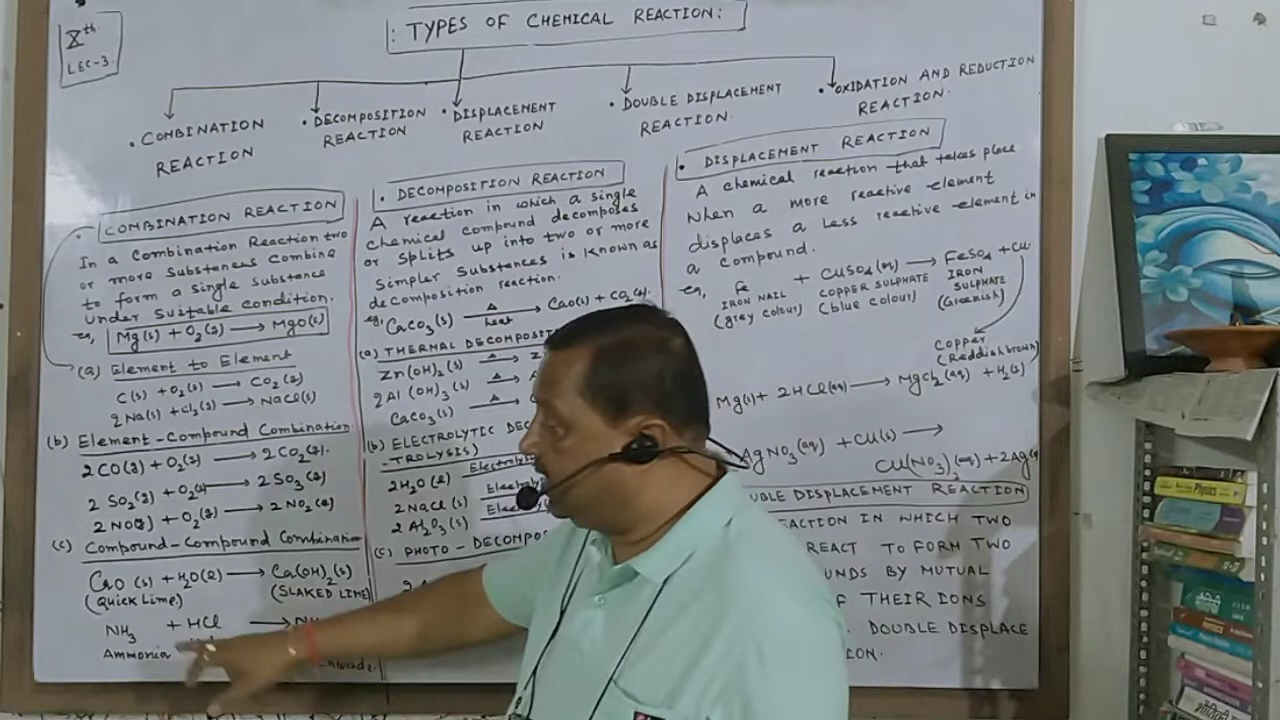 Xth
LEC-3
: TYPES OF CHEMICAL REACTION:
• COMBINATION
REACTION
• DECOMPOSITION
REACTION
• DISPLACEMENT
REACTION
• DOUBLE DISPLACEMENT
REACTION.
• OXIDATION AND REDUCTION
REACTION.
• COMBINATION REACTION
In a Combination Reaction two
or more substances combine
to form a single substance
under suitable condition.
eg, Mg(s) + O2(g) → MgO(s)
(a) Element to Element
C(s) + O2(s) → CO2(g)
2Na(s) + Cl2(g) → NaCl(s)
(b) Element-Compound Combination.
2CO(g) + O2(g) → 2CO2(g).
2SO2(g) + O2(g) → 2SO3(g)
2NO(g) + O2(g) → 2NO2(g)
(c) Compound-Compound Combination
CaO(s) + H2O(l) → Ca(OH)2(s)
(Quick Lime) (SLAKED LIME)
NH3 + HCl →
Ammonia
• DECOMPOSITION REACTION
A reaction in which a single
chemical compound decomposes
or splits up into two or more
simpler substances is known as
decomposition reaction.
eg, CaCO3(s) Δ heat → CaO(s) + CO2(g).
(a) THERMAL
Zn(OH)2(s) Δ →
2Al(OH)3(s) Δ →
CaCO3(s) Δ →
(b) ELECTROLYTIC
-TROLYSIS)
2H2O(l)
2NaCl(s)
2Al2O3(s)
(c) PHOTO-
• DISPLACEMENT REACTION
A chemical reaction that takes place
when a more reactive element
displaces a less reactive element in
a compound.
eg, Fe + CuSO4(aq) → FeSO4 + Cu.
IRON NAIL COPPER SULPHATE IRON SULPHATE
(grey colour) (blue colour) (Greenish)
Copper
(Reddish brown)
Mg(s) + 2HCl(aq) → MgCl2(aq) + H2(g)
AgNO3(aq) + Cu(s) →
Cu(NO3)2(aq) + 2Ag
DISPLACEMENT REACTION
IN WHICH TWO
REACT TO FORM TWO
BY MUTUAL
THEIR IONS
DOUBLE DISPLACE
Physics